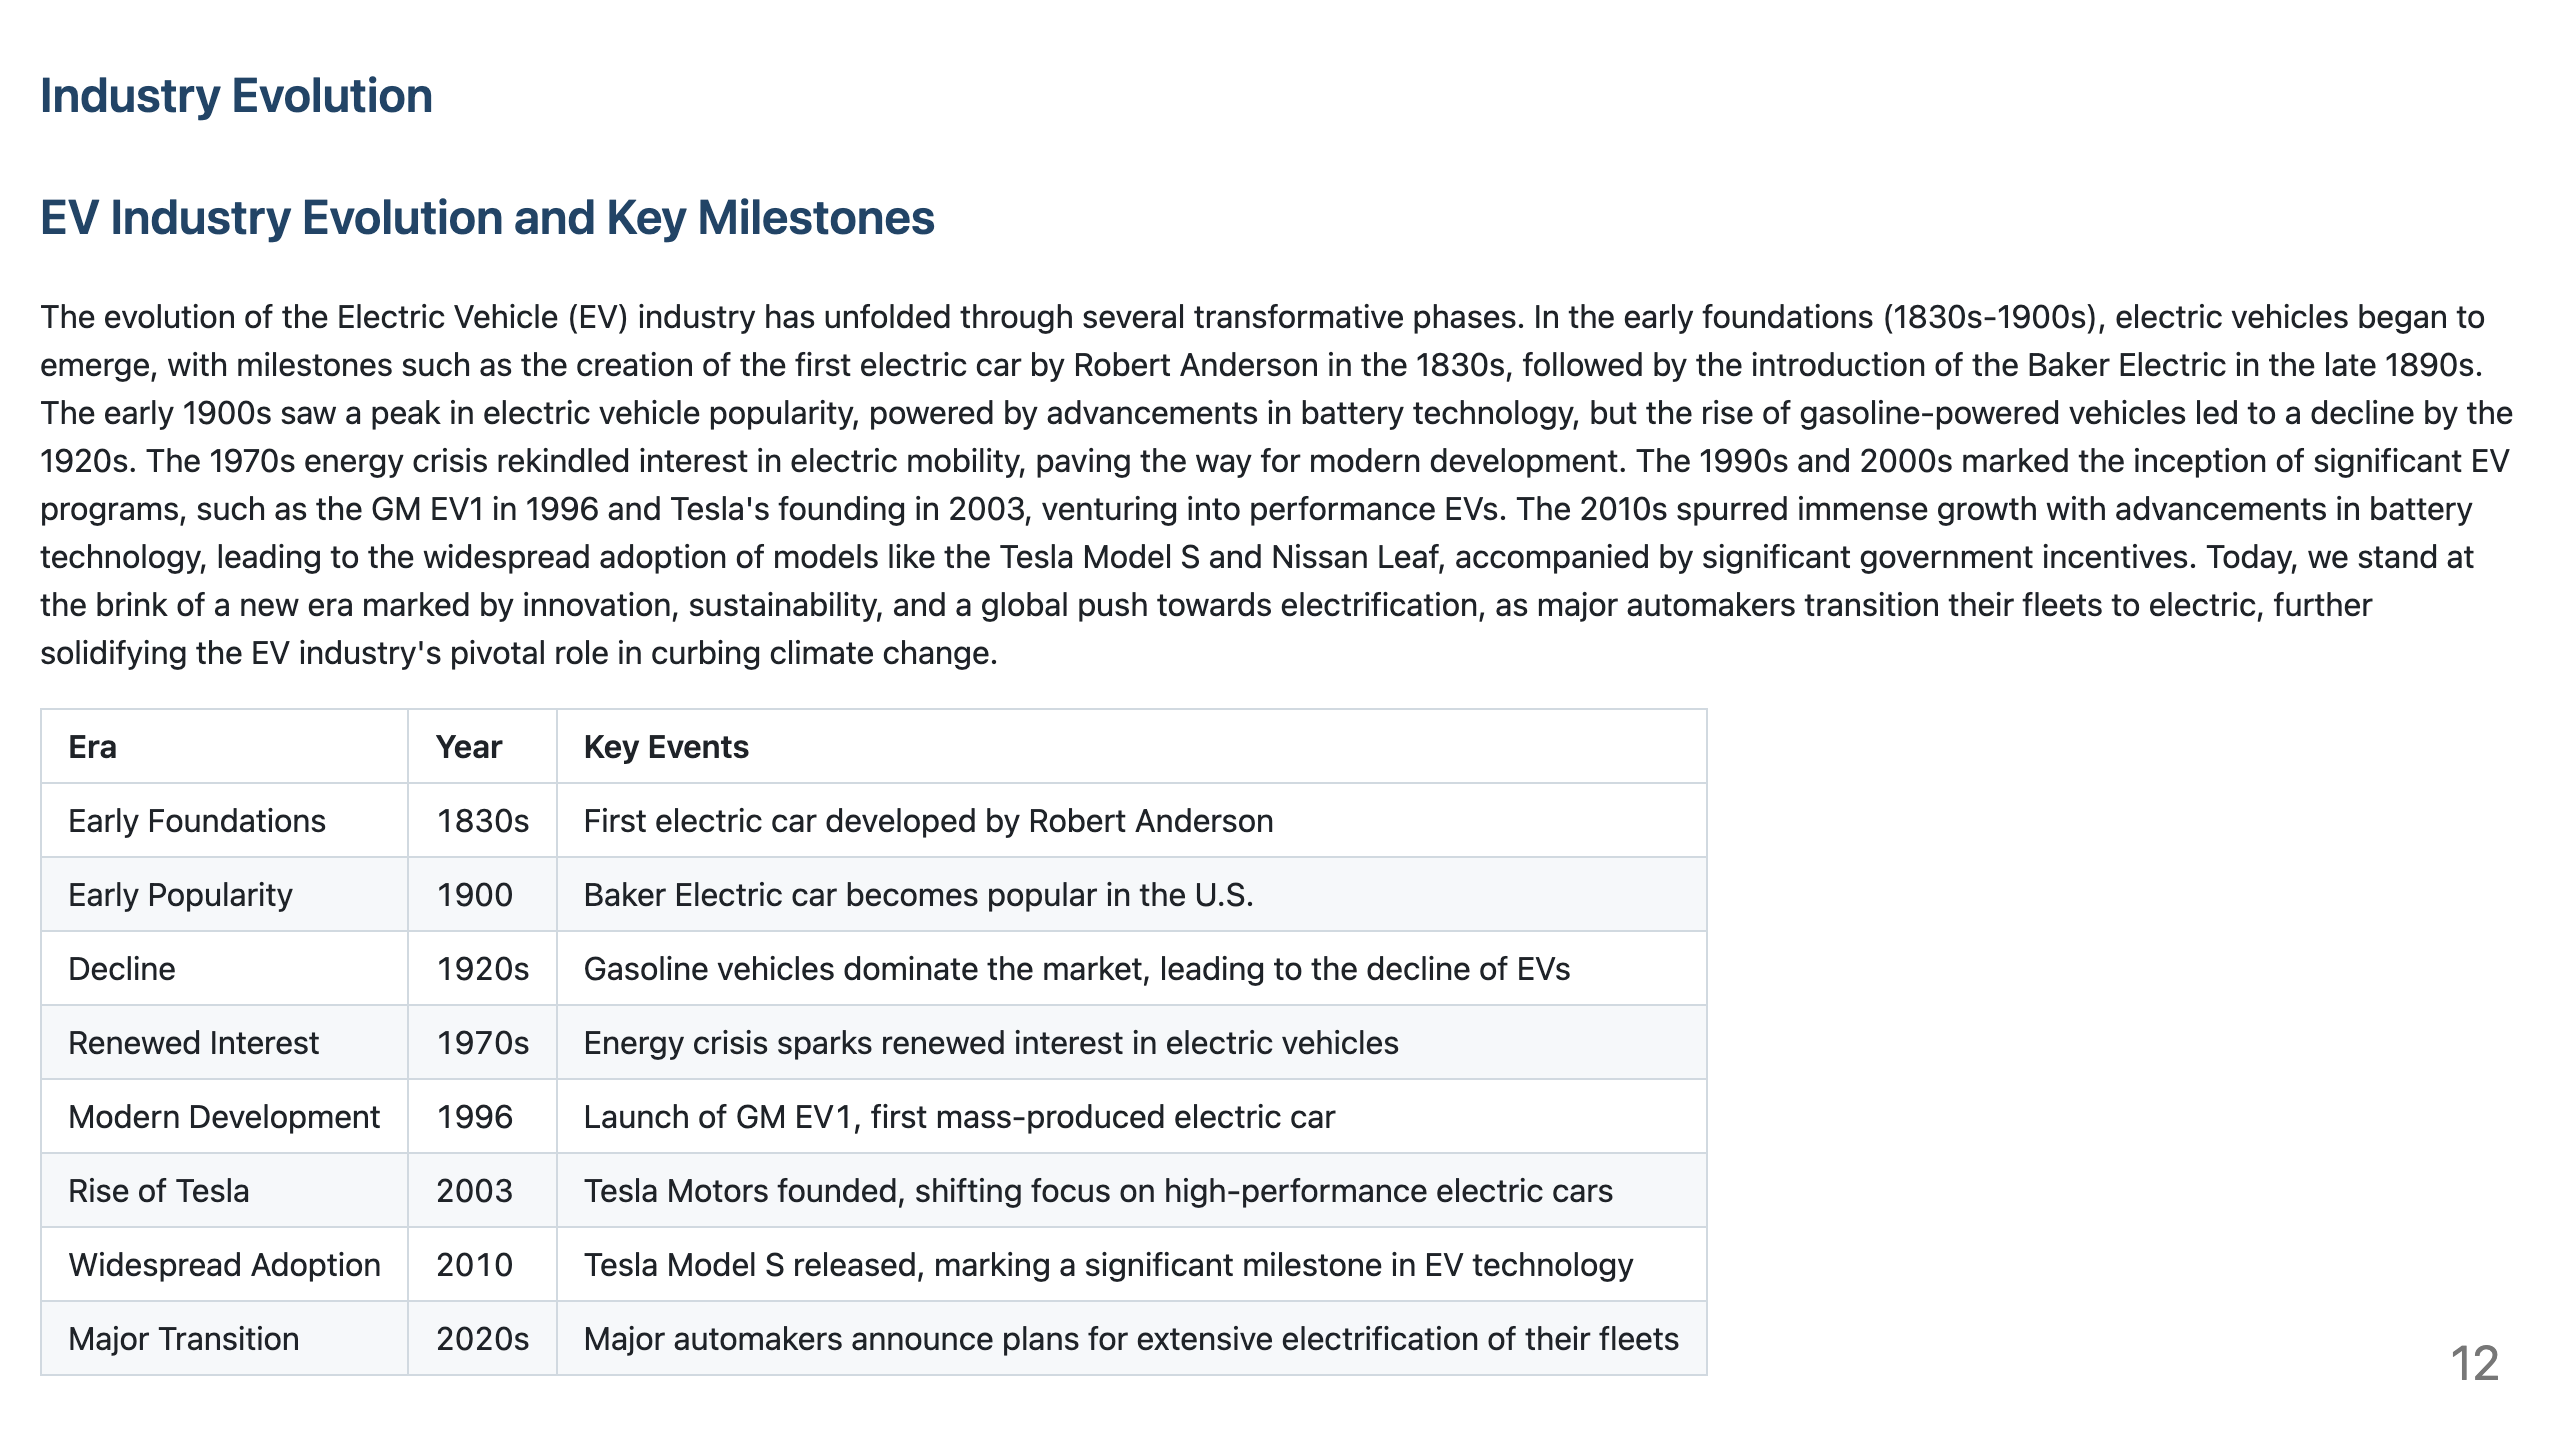 Industry Evolution
EV Industry Evolution and Key Milestones
The evolution of the Electric Vehicle (EV) industry has unfolded through several transformative phases. In the early foundations (1830s-1900s), electric vehicles began to
emerge, with milestones such as the creation of the first electric car by Robert Anderson in the 1830s, followed by the introduction of the Baker Electric in the late 1890s.
The early 1900s saw a peak in electric vehicle popularity, powered by advancements in battery technology, but the rise of gasoline-powered vehicles led to a decline by the
1920s. The 1970s energy crisis rekindled interest in electric mobility, paving the way for modern development. The 1990s and 2000s marked the inception of significant EV
programs, such as the GM EV1 in 1996 and Tesla's founding in 2003, venturing into performance EVs. The 2010s spurred immense growth with advancements in battery
technology, leading to the widespread adoption of models like the Tesla Model S and Nissan Leaf, accompanied by significant government incentives. Today, we stand at
the brink of a new era marked by innovation, sustainability, and a global push towards electrification, as major automakers transition their fleets to electric, further
solidifying the EV industry's pivotal role in curbing climate change.
Era Year Key Events
Early Foundations 1830s First electric car developed by Robert Anderson
Early Popularity 1900 Baker Electric car becomes popular in the U.S.
Decline 1920s Gasoline vehicles dominate the market, leading to the decline of EVs
Renewed Interest 1970s Energy crisis sparks renewed interest in electric vehicles
Modern Development 1996 Launch of GM EV1, first mass-produced electric car
Rise of Tesla 2003 Tesla Motors founded, shifting focus on high-performance electric cars
Widespread Adoption 2010 Tesla Model S released, marking a significant milestone in EV technology
Major Transition 2020s Major automakers announce plans for extensive electrification of their fleets
12